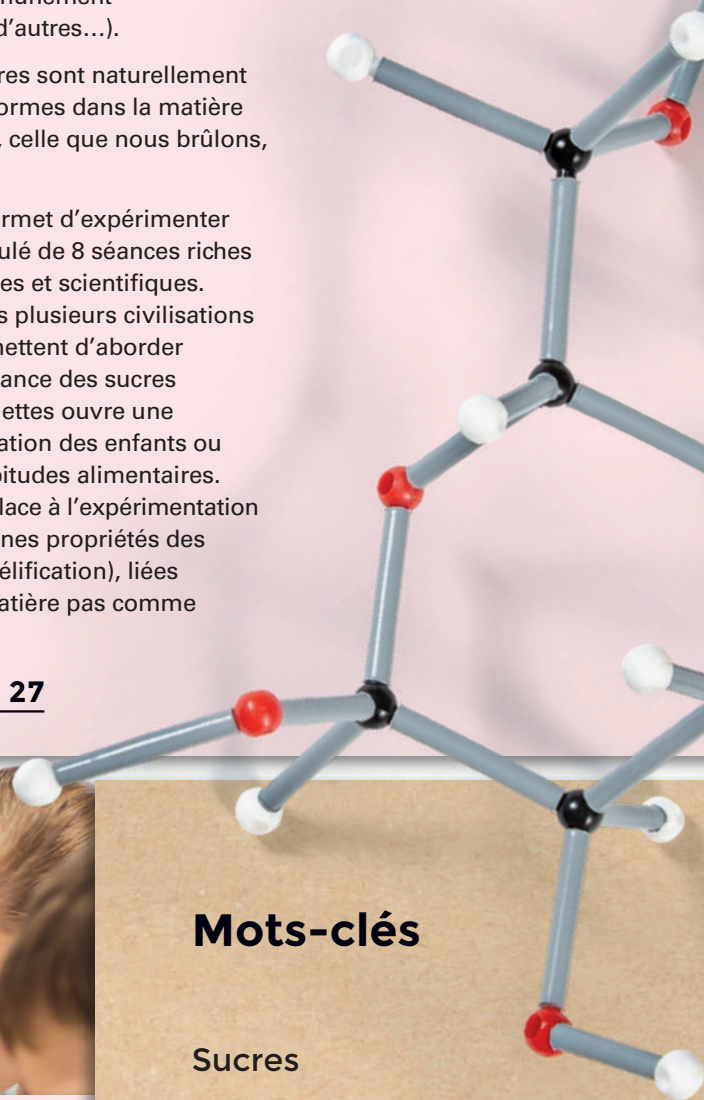 d'autres…).
res sont naturellement
ormes dans la matière
, celle que nous brûlons,
rmet d'expérimenter
ulé de 8 séances riches
es et scientifiques.
s plusieurs civilisations
mettent d'aborder
ance des sucres
ettes ouvre une
ation des enfants ou
bitudes alimentaires.
lace à l'expérimentation
nes propriétés des
élification), liées
atière pas comme
27
Mots-clés
Sucres